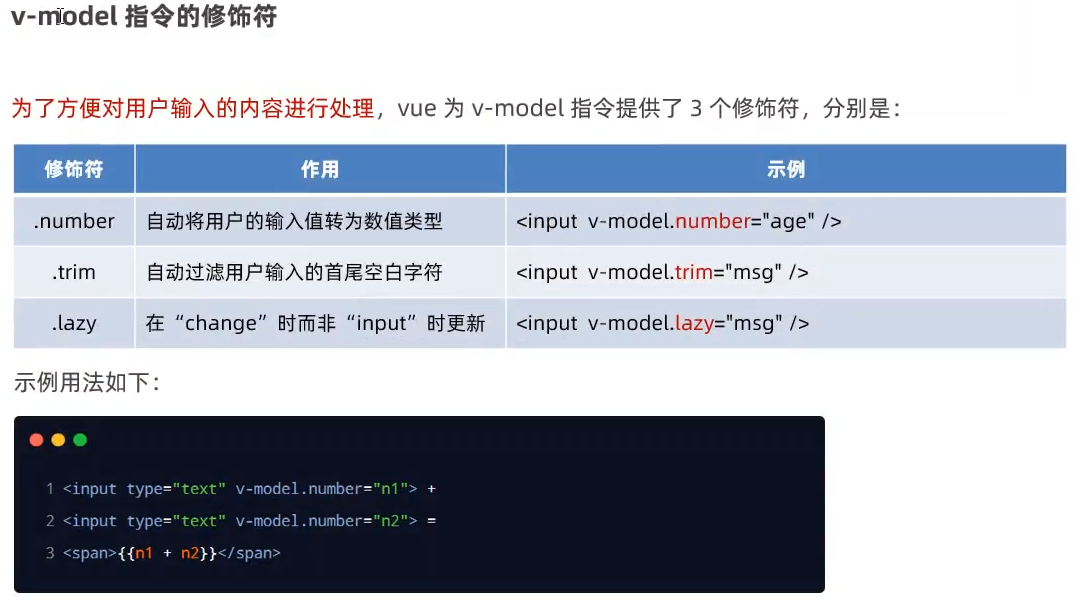 v-model 指令的修饰符
为了方便对用户输入的内容进行处理，vue 为 v-model 指令提供了 3 个修饰符，分别是：
修饰符 作用 示例
.number 自动将用户的输入值转为数值类型 <input v-model.number="age" />
.trim 自动过滤用户输入的首尾空白字符 <input v-model.trim="msg" />
.lazy 在“change”时而非“input”时更新 <input v-model.lazy="msg" />
示例用法如下：
1 <input type="text" v-model.number="n1"> +
2 <input type="text" v-model.number="n2"> =
3 <span>{{n1 + n2}}</span>